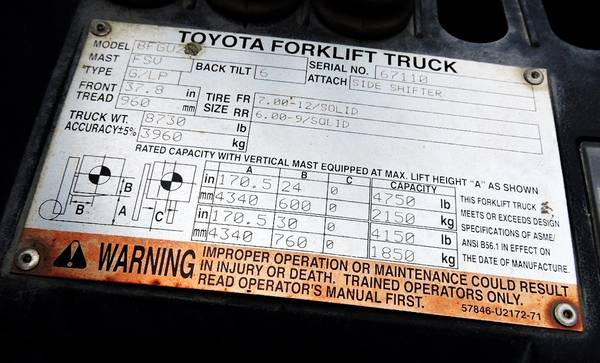 TOYOTA FORKLIFT TRUCK
MODEL 8FGU
MAST FSV BACK TILT 6 SERIAL NO. 67110
TYPE G/LP ATTACH SIDE SHIFTER
FRONT TREAD 37.8 in
960 mm
TIRE SIZE FR 7.00-12/SOLID
RR 6.00-9/SOLID
TRUCK WT. ACCURACY±5% 8730 lb
3960 kg
RATED CAPACITY WITH VERTICAL MAST EQUIPPED AT MAX. LIFT HEIGHT "A" AS SHOWN
A B C CAPACITY
in 170.5 24 0 4750 lb
mm 4340 600 0 2150 kg
in 170.5 30 0 4150 lb
mm 4340 760 0 1850 kg
B
B A C
THIS FORKLIFT TRUCK
MEETS OR EXCEEDS DESIGN
SPECIFICATIONS OF ASME/
ANSI B56.1 IN EFFECT ON
THE DATE OF MANUFACTURE.
WARNING
IMPROPER OPERATION OR MAINTENANCE COULD RESULT
IN INJURY OR DEATH. TRAINED OPERATORS ONLY.
READ OPERATOR'S MANUAL FIRST.
57846-U2172-71